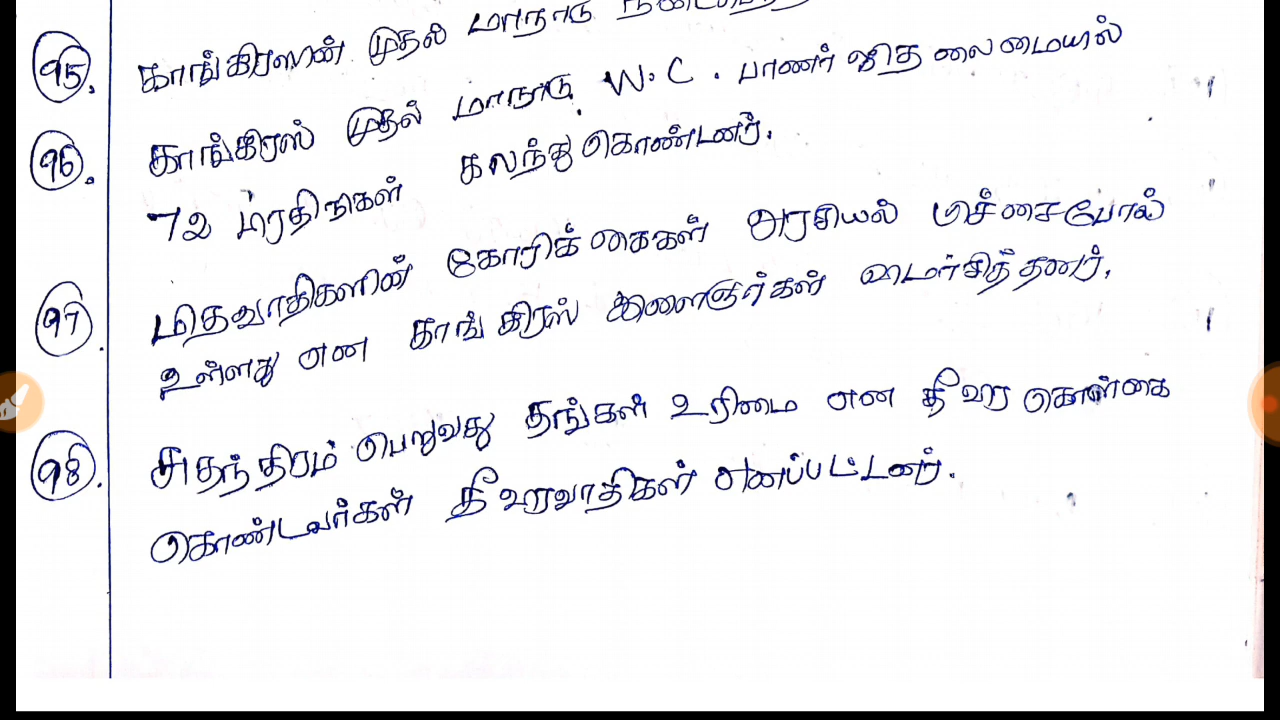 95. காங்கிரஸின் முதல் மாநாடு
96. காங்கிரஸ் முதல் மாநாடு W.C. பானர்ஜி தலைமையில்
72 பிரதிநிகள் கலந்து கொண்டனர்.
97. மிதவாதிகளின் கோரிக்கைகள் அரசியல் பிச்சைபோல்
உள்ளது என காங்கிரஸ் இளைஞர்கள் விமர்சித்தனர்.
98. சுதந்திரம் பெறுவது தங்கள் உரிமை என தீவிர கொள்கை
கொண்டவர்கள் தீவிரவாதிகள் எனப்பட்டனர்.